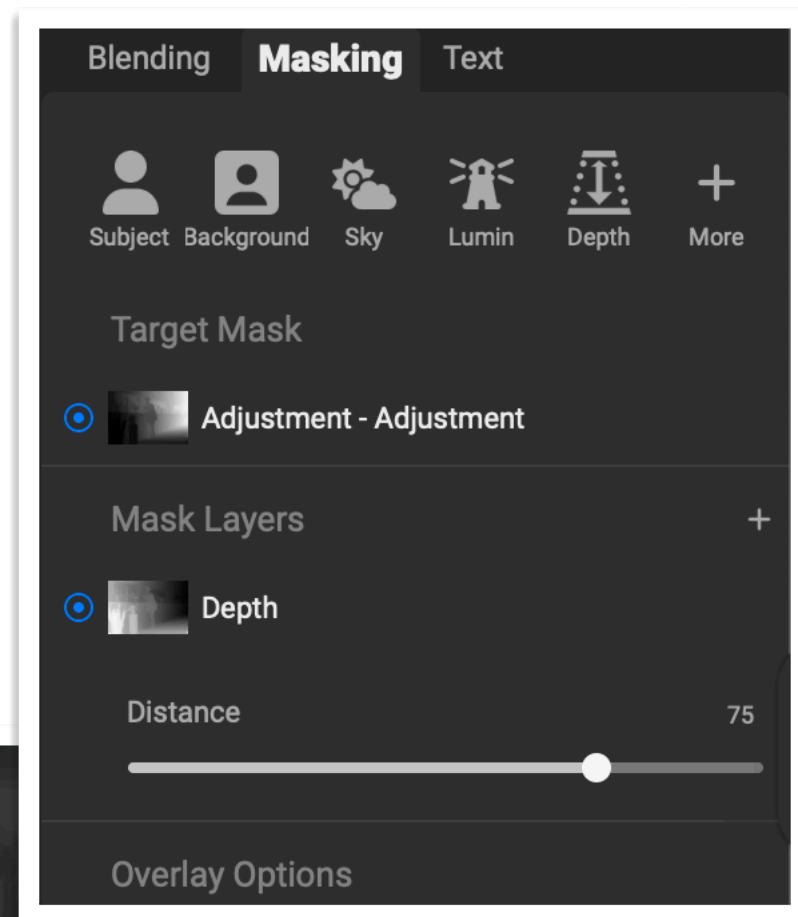 Blending Masking Text
Subject Background Sky Lumin Depth More
Target Mask
Adjustment - Adjustment
Mask Layers +
Depth
Distance 75
Overlay Options